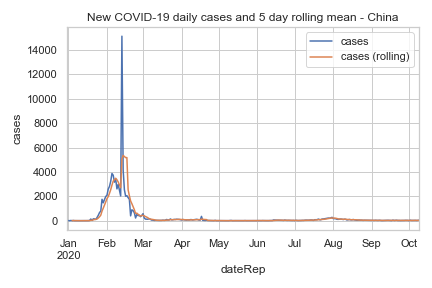 New COVID-19 daily cases and 5 day rolling mean - China
cases
cases (rolling)
cases
14000
12000
10000
8000
6000
4000
2000
0
Jan Feb Mar Apr May Jun Jul Aug Sep Oct
2020
dateRep